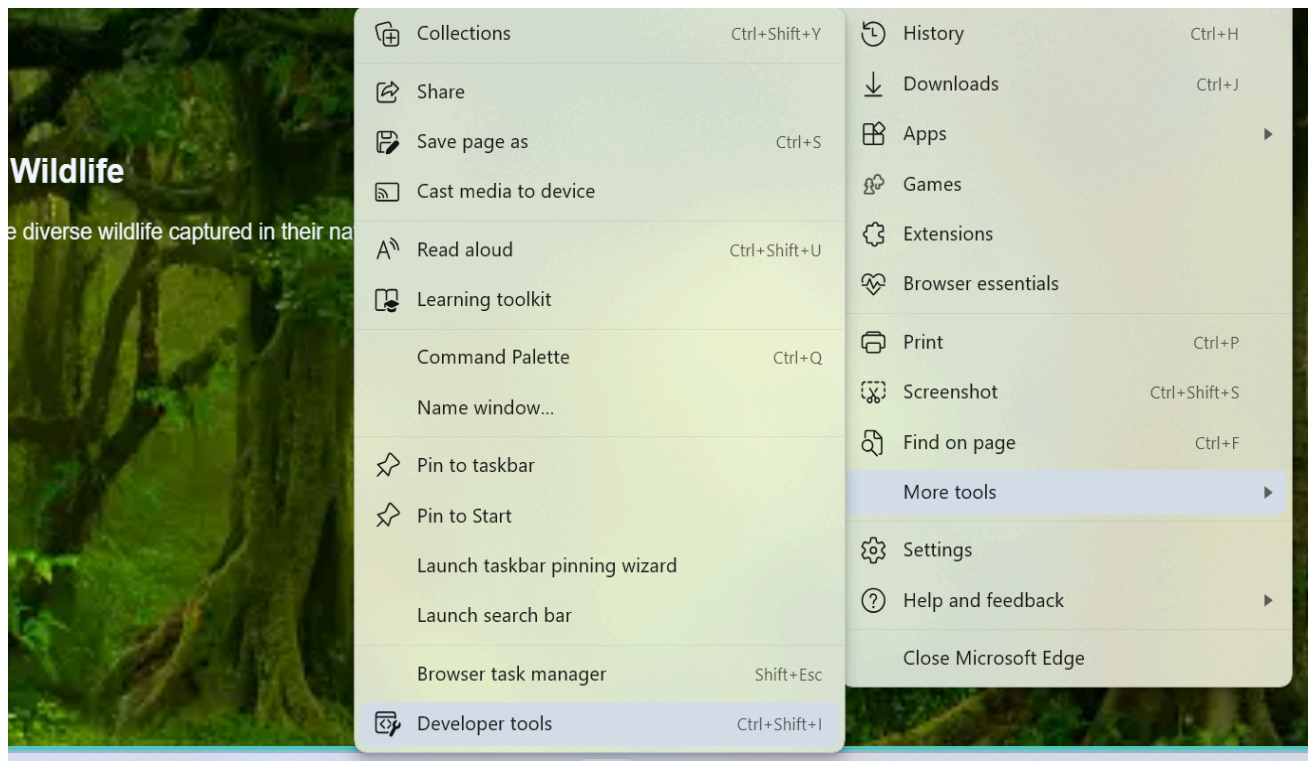 Wildlife
e diverse wildlife captured in their na
Collections Ctrl+Shift+Y
Share
Save page as Ctrl+S
Cast media to device
Read aloud Ctrl+Shift+U
Learning toolkit
Command Palette Ctrl+Q
Name window...
Pin to taskbar
Pin to Start
Launch taskbar pinning wizard
Launch search bar
Browser task manager Shift+Esc
Developer tools Ctrl+Shift+I
History Ctrl+H
Downloads Ctrl+J
Apps
Games
Extensions
Browser essentials
Print Ctrl+P
Screenshot Ctrl+Shift+S
Find on page Ctrl+F
More tools
Settings
Help and feedback
Close Microsoft Edge